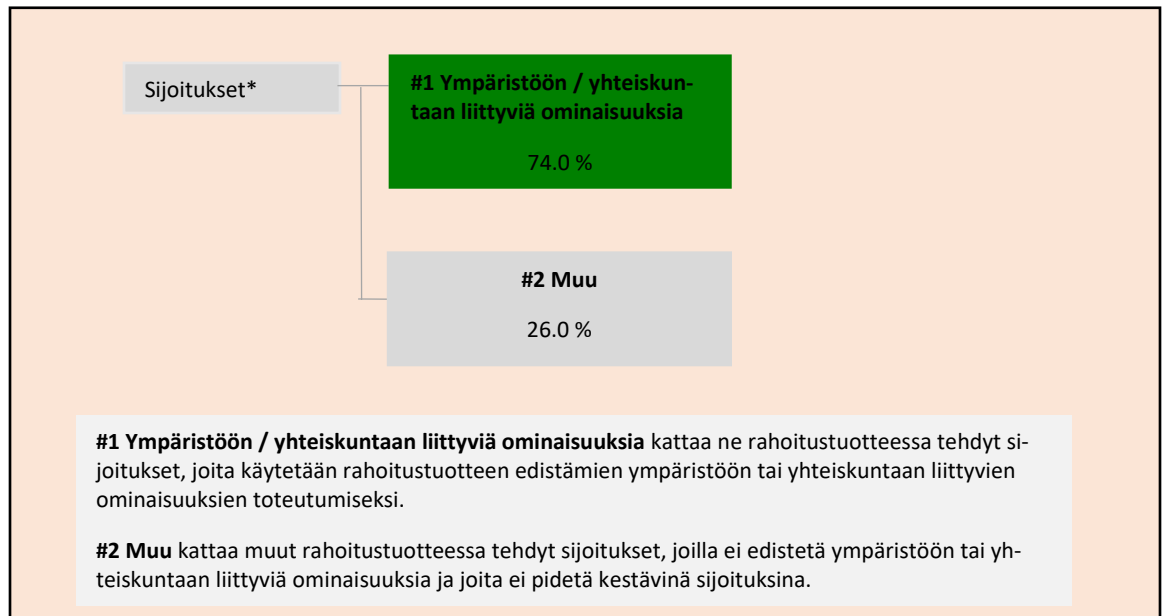 Sijoitukset*
#1 Ympäristöön / yhteiskun-
taan liittyviä ominaisuuksia
74.0 %
#2 Muu
26.0 %
#1 Ympäristöön / yhteiskuntaan liittyviä ominaisuuksia kattaa ne rahoitustuotteessa tehdyt si-
joitukset, joita käytetään rahoitustuotteen edistämien ympäristöön tai yhteiskuntaan liittyvien
ominaisuuksien toteutumiseksi.
#2 Muu kattaa muut rahoitustuotteessa tehdyt sijoitukset, joilla ei edistetä ympäristöön tai yh-
teiskuntaan liittyviä ominaisuuksia ja joita ei pidetä kestävinä sijoituksina.